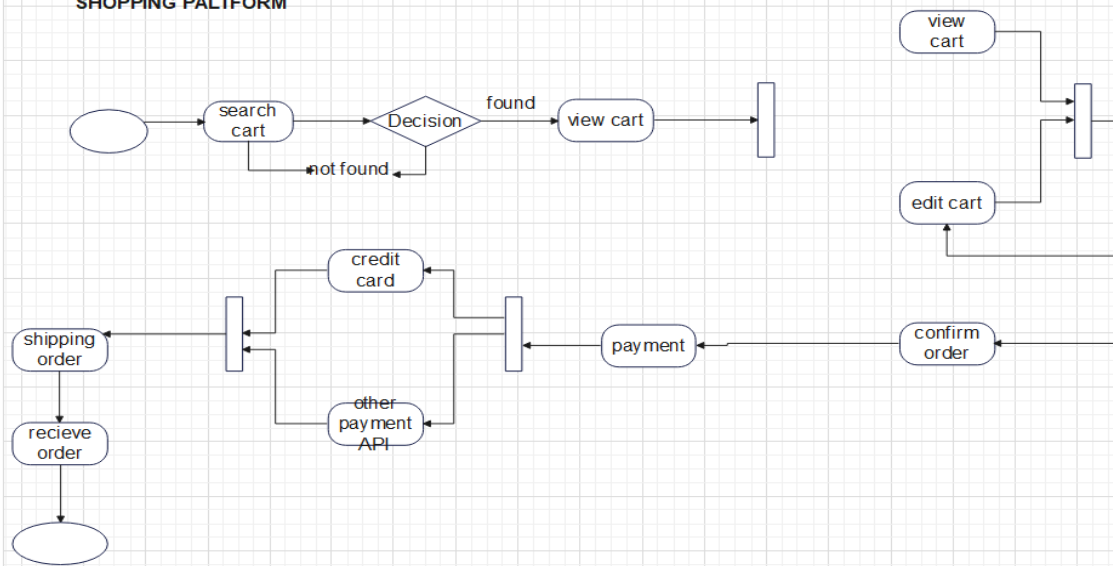 SHOPPING PALTFORM
view
cart
search
cart
Decision
found
view cart
not found
edit cart
credit
card
shipping
order
payment
confirm
order
other
payment
API
recieve
order